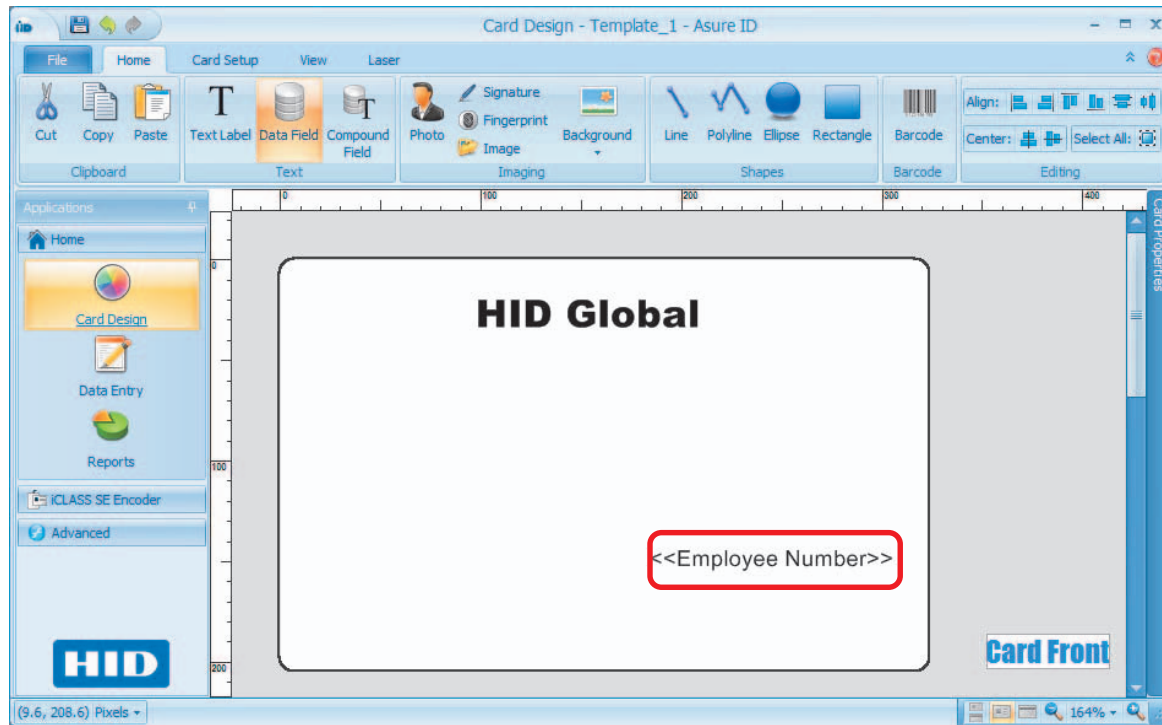 Card Design - Template_1 - Asure ID
File Home Card Setup View Laser
Cut Copy Paste Text Label Data Field Compound Field Photo Signature Fingerprint Image Background Line Polyline Ellipse Rectangle Barcode Align: Center: Select All:
Clipboard Text Imaging Shapes Barcode Editing
Applications
0 100 200 300 400
Card Properties
Home
Card Design
Data Entry
Reports
iCLASS SE Encoder
Advanced
HID
0
100
200
HID Global
<<Employee Number>>
Card Front
(9.6, 208.6) Pixels
164%